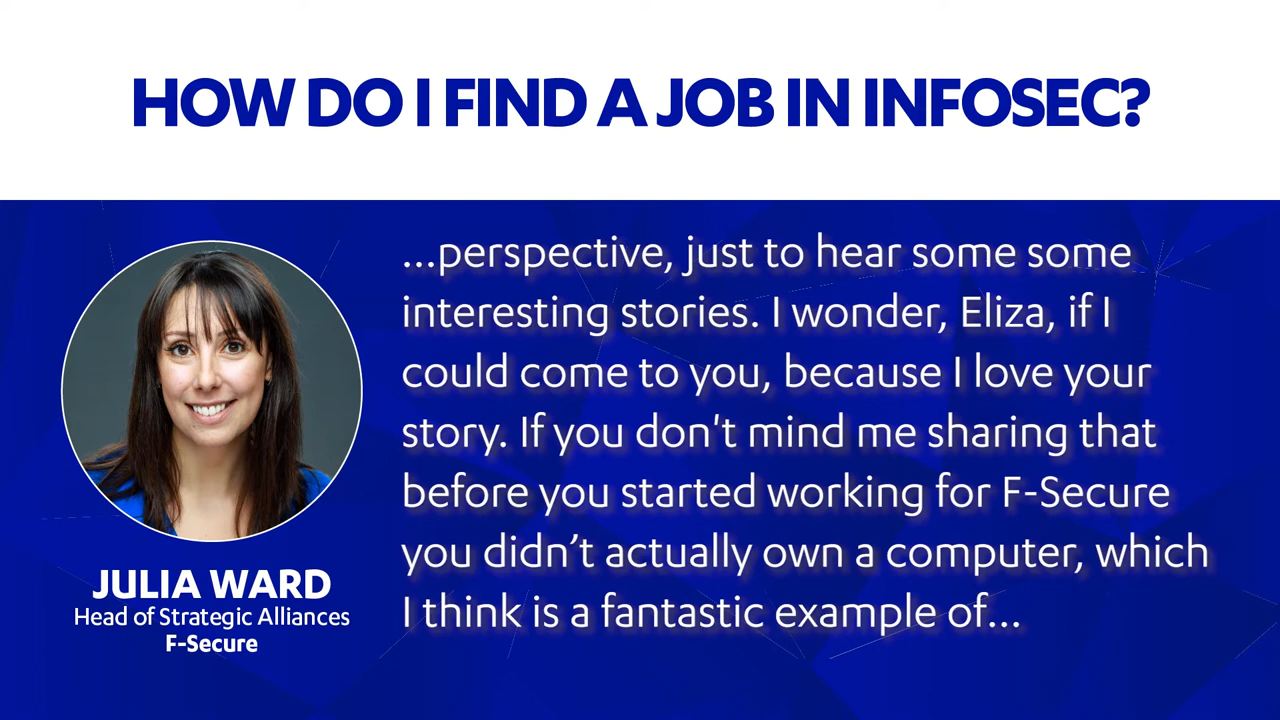 HOW DO I FIND A JOB IN INFOSEC?
...perspective, just to hear some some
interesting stories. I wonder, Eliza, if I
could come to you, because I love your
story. If you don't mind me sharing that
before you started working for F-Secure
you didn’t actually own a computer, which
I think is a fantastic example of...
JULIA WARD
Head of Strategic Alliances
F-Secure